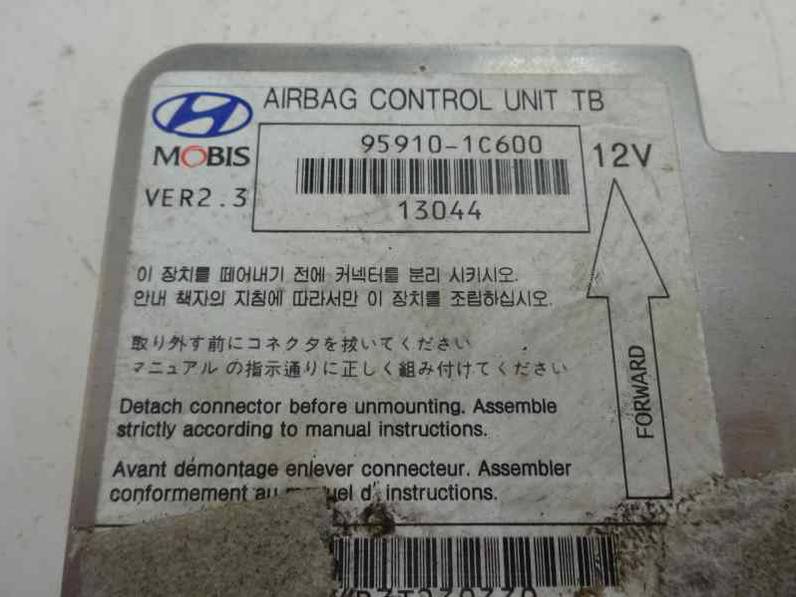 AIRBAG CONTROL UNIT TB
MOBIS
95910-1C600
12V
VER2.3
13044
이 장치를 떼어내기 전에 커넥터를 분리 시키시오.
안내 책자의 지침에 따라서만 이 장치를 조립하십시오.
取り外す前にコネクタを抜いてください
マニュアルの指示通りに正しく組み付けてください
FORWARD
Detach connector before unmounting. Assemble
strictly according to manual instructions.
Avant démontage enlever connecteur. Assembler
conformement au d' instructions.